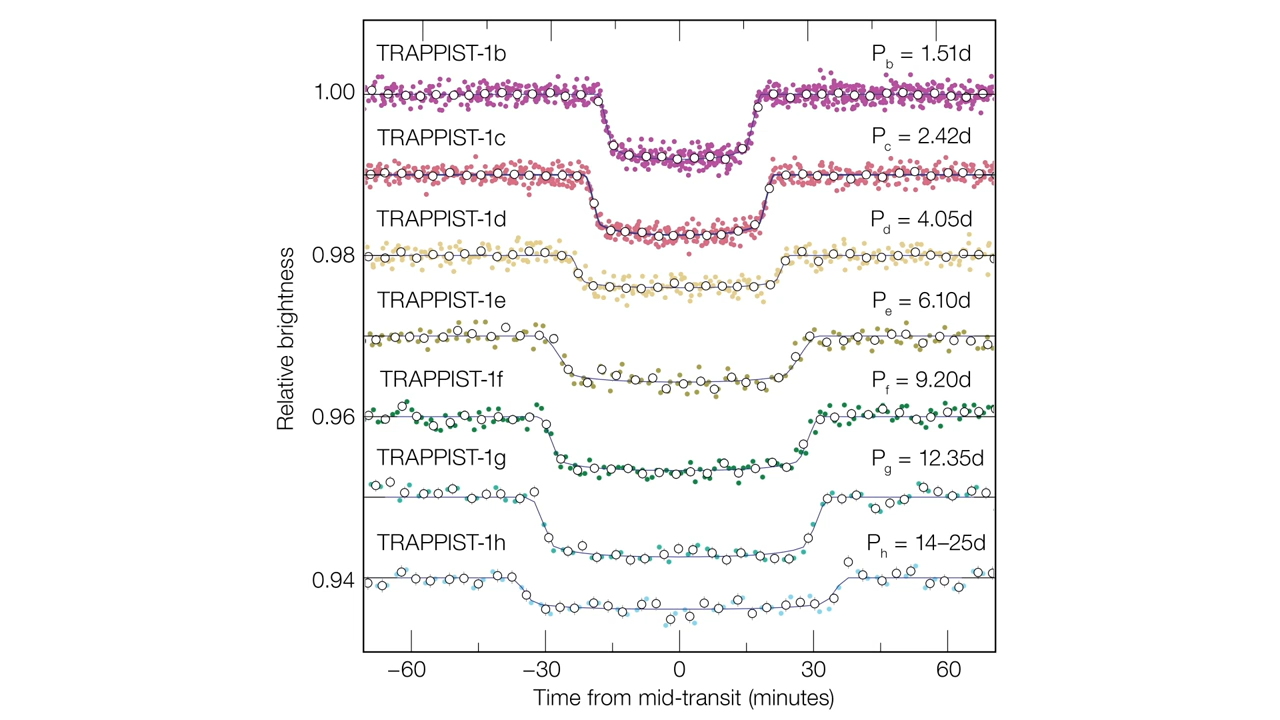 TRAPPIST-1b P_b = 1.51d
1.00
TRAPPIST-1c P_c = 2.42d
TRAPPIST-1d P_d = 4.05d
0.98
TRAPPIST-1e P_e = 6.10d
TRAPPIST-1f P_f = 9.20d
0.96
TRAPPIST-1g P_g = 12.35d
TRAPPIST-1h P_h = 14–25d
0.94
Relative brightness
−60 −30 0 30 60
Time from mid-transit (minutes)